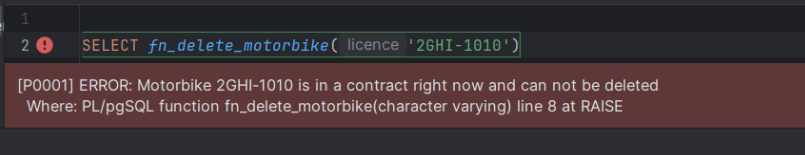 1
2 SELECT fn_delete_motorbike( licence '2GHI-1010')
[P0001] ERROR: Motorbike 2GHI-1010 is in a contract right now and can not be deleted
Where: PL/pgSQL function fn_delete_motorbike(character varying) line 8 at RAISE